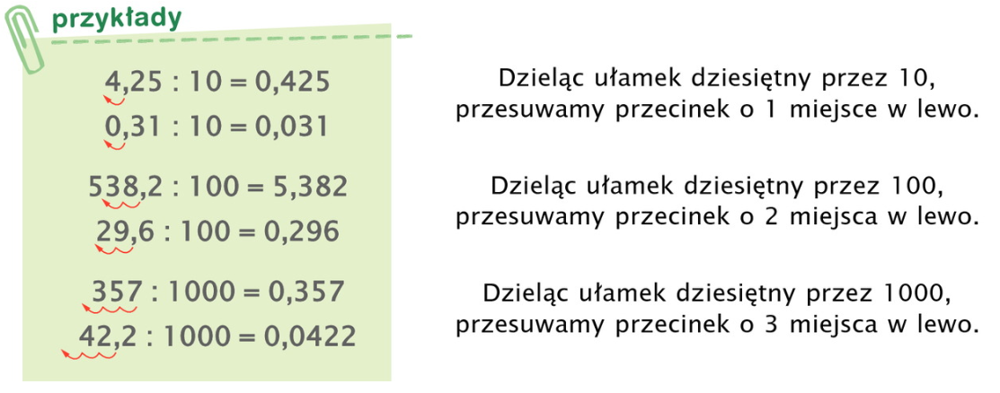 przykłady
4,25 : 10 = 0,425
0,31 : 10 = 0,031
Dzieląc ułamek dziesiętny przez 10,
przesuwamy przecinek o 1 miejsce w lewo.
538,2 : 100 = 5,382
29,6 : 100 = 0,296
Dzieląc ułamek dziesiętny przez 100,
przesuwamy przecinek o 2 miejsca w lewo.
357 : 1000 = 0,357
42,2 : 1000 = 0,0422
Dzieląc ułamek dziesiętny przez 1000,
przesuwamy przecinek o 3 miejsca w lewo.